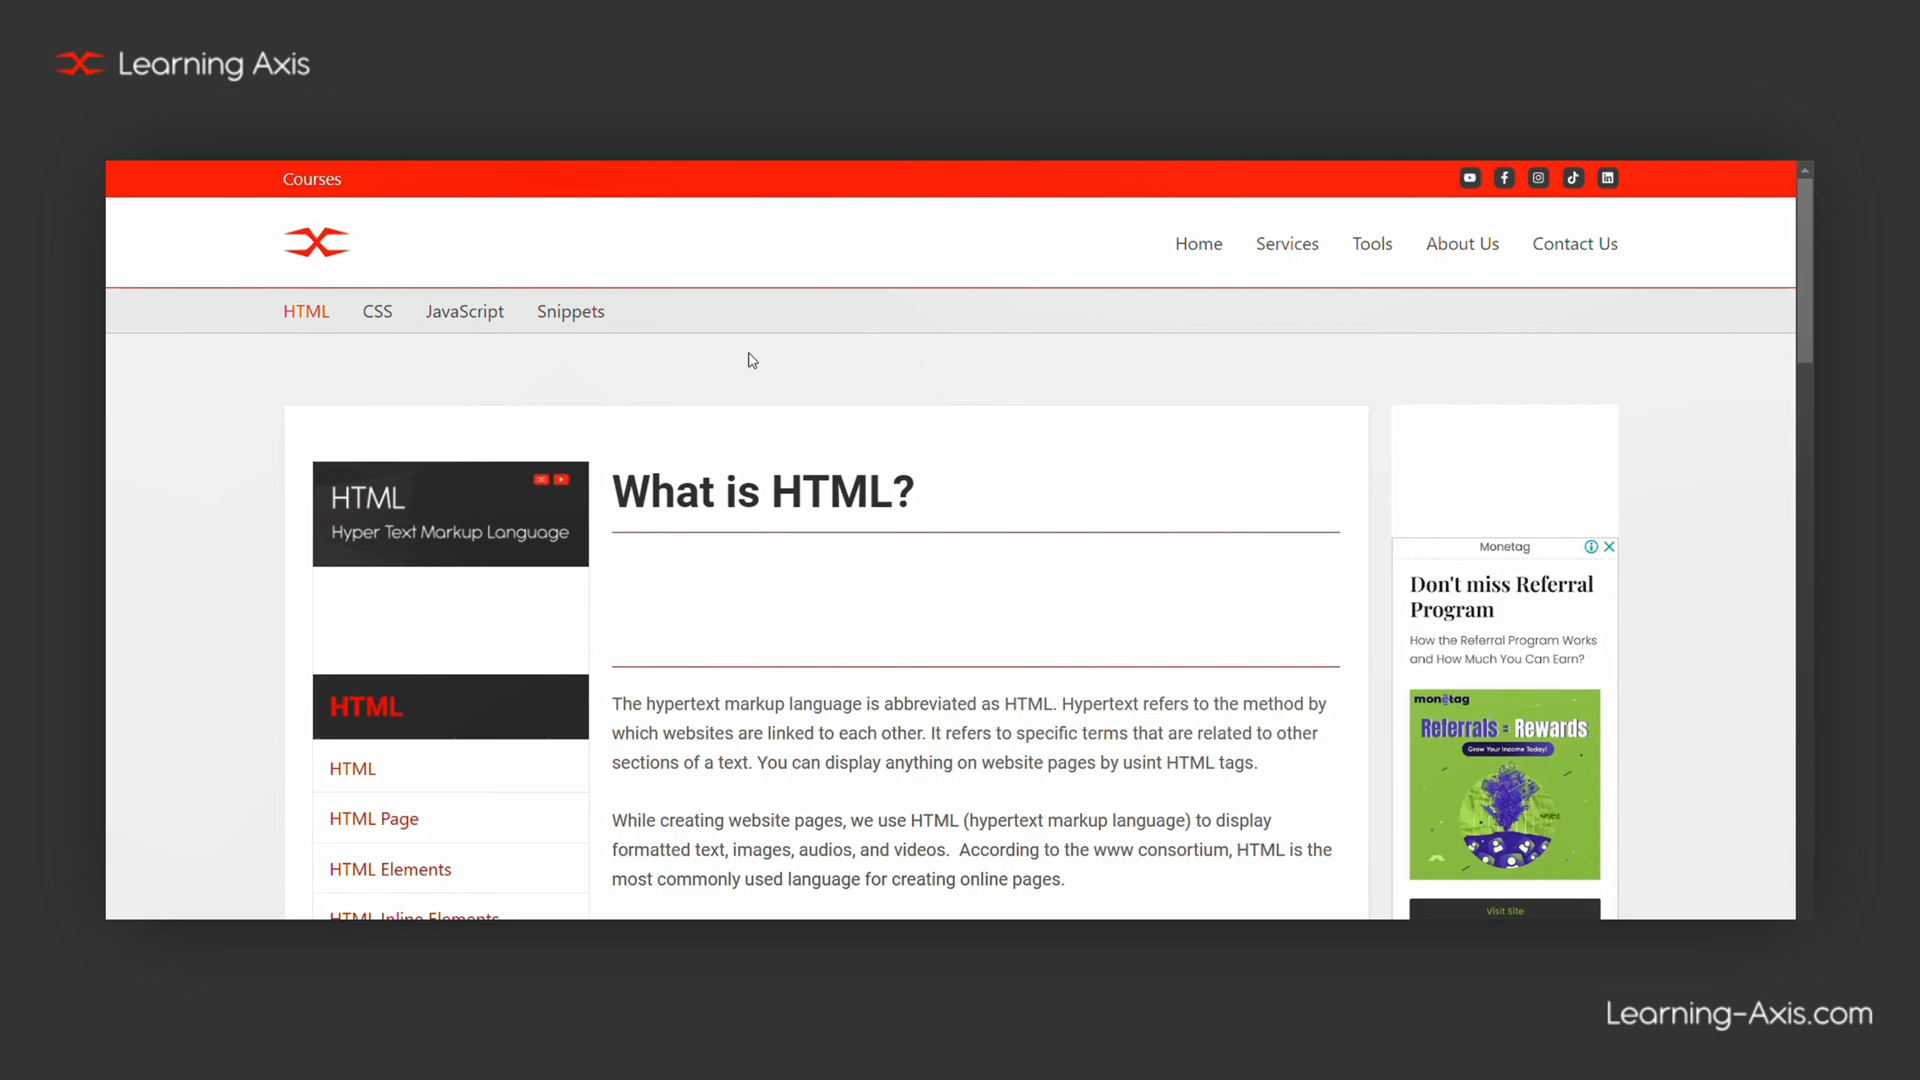 Learning Axis
Courses
Home Services Tools About Us Contact Us
HTML CSS JavaScript Snippets
HTML
Hyper Text Markup Language
HTML
HTML
HTML Page
HTML Elements
HTML Inline Elements
What is HTML?
The hypertext markup language is abbreviated as HTML. Hypertext refers to the method by
which websites are linked to each other. It refers to specific terms that are related to other
sections of a text. You can display anything on website pages by usint HTML tags.
While creating website pages, we use HTML (hypertext markup language) to display
formatted text, images, audios, and videos.  According to the www consortium, HTML is the
most commonly used language for creating online pages.
Monetag
Don't miss Referral
Program
How the Referral Program Works
and How Much You Can Earn?
monetag
Referrals = Rewards
Grow Your Income Today!
Visit Site
Learning-Axis.com